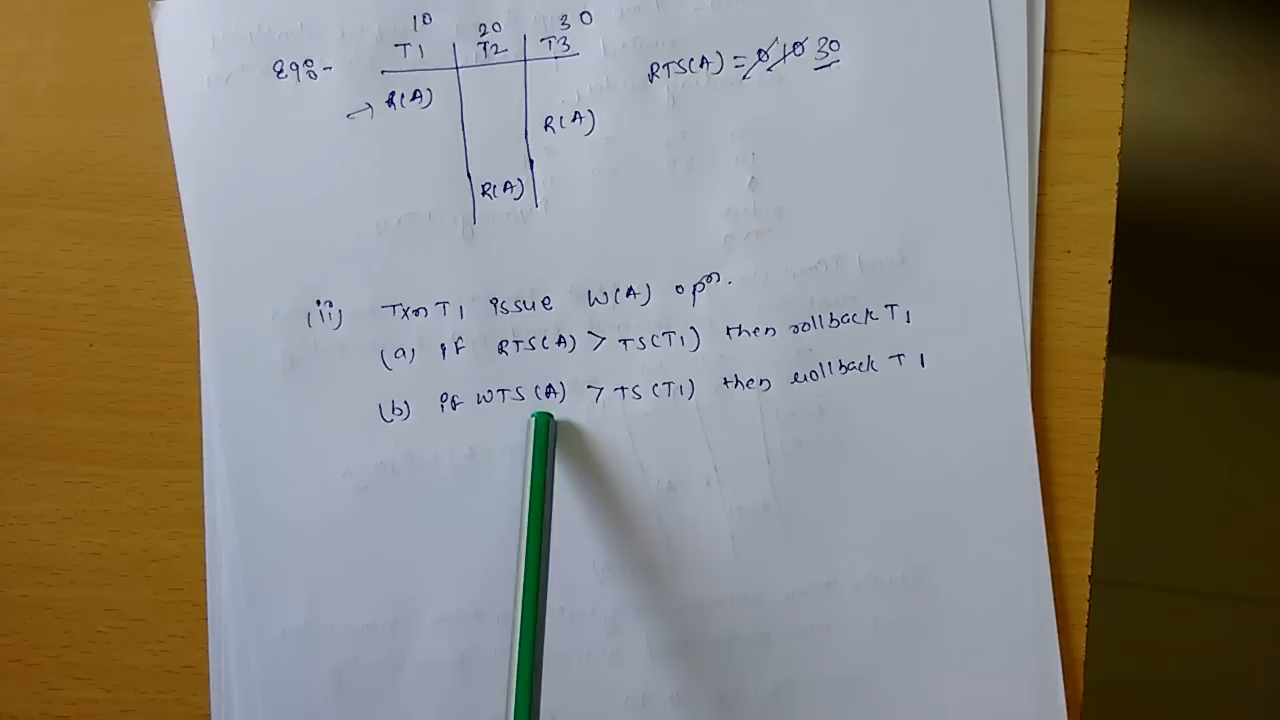 10 20 30
Eg:- T1 T2 T3 RTS(A) = 0 10 30
→ R(A)
R(A)
R(A)
(ii) Txn T1 issue W(A) opn.
(a) if RTS(A) > TS(T1) then rollback T1
(b) if WTS(A) > TS(T1) then rollback T1